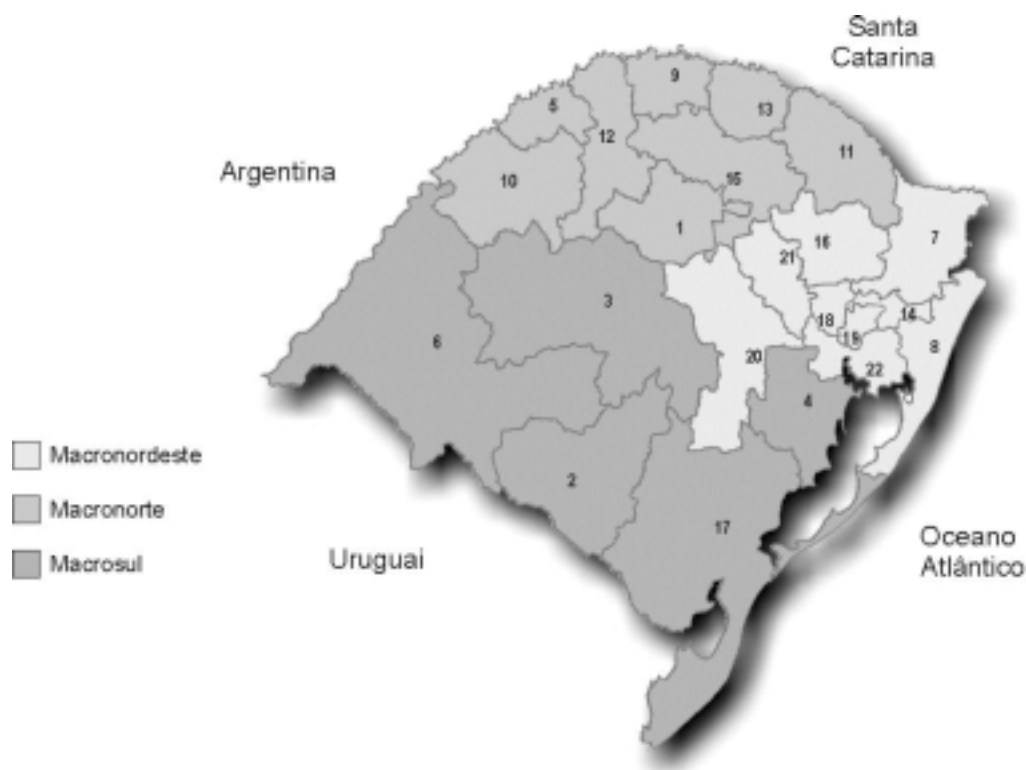 Santa
Catarina
Argentina
9
5
13
12
11
10
15
1
16
7
21
3
18
14
6
19
8
20
22
4
Macronordeste
2
Macronorte
17
Oceano
Atlântico
Uruguai
Macrosul